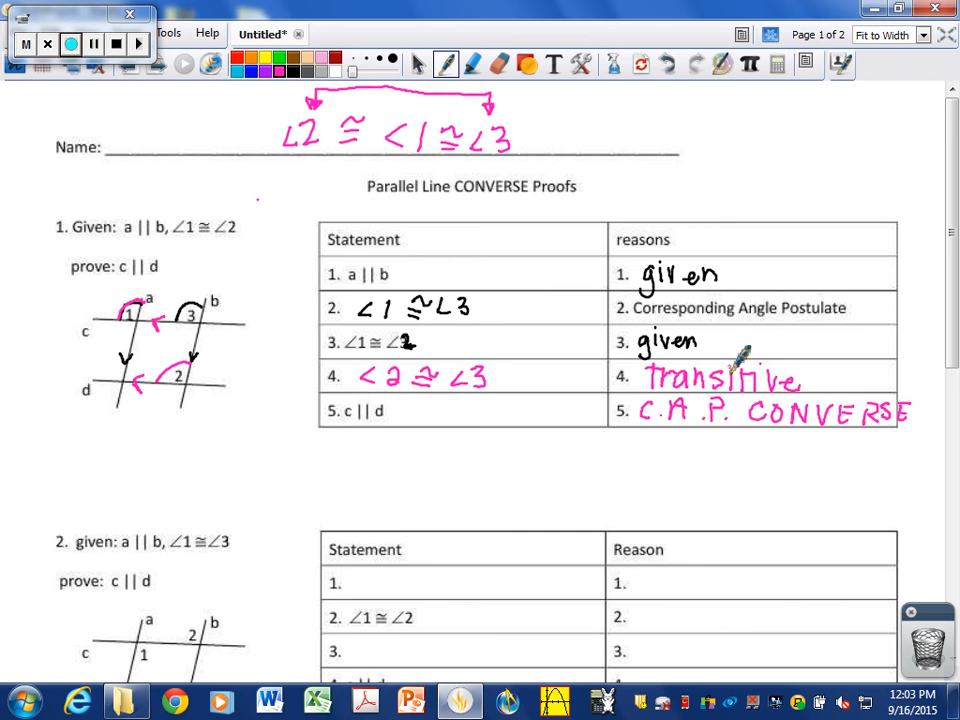 Tools Help Untitled* Page 1 of 2 Fit to Width
∠2 ≅ <1 ≅ ∠3
Name:
Parallel Line CONVERSE Proofs
1. Given: a || b, ∠1 ≅ ∠2
prove: c || d
a
b
1
3
c
2
d
Statement reasons
1. a || b 1. given
2. <1 ≅ ∠3 2. Corresponding Angle Postulate
3. ∠1 ≅ ∠2 3. given
4. <2 ≅ ∠3 4. transitive
5. c || d 5. C.A.P. CONVERSE
2. given: a || b, ∠1 ≅ ∠3
prove: c || d
a
b
2
c
1
Statement Reason
1. 1.
2. ∠1 ≅ ∠2 2.
3. 3.
12:03 PM
9/16/2015